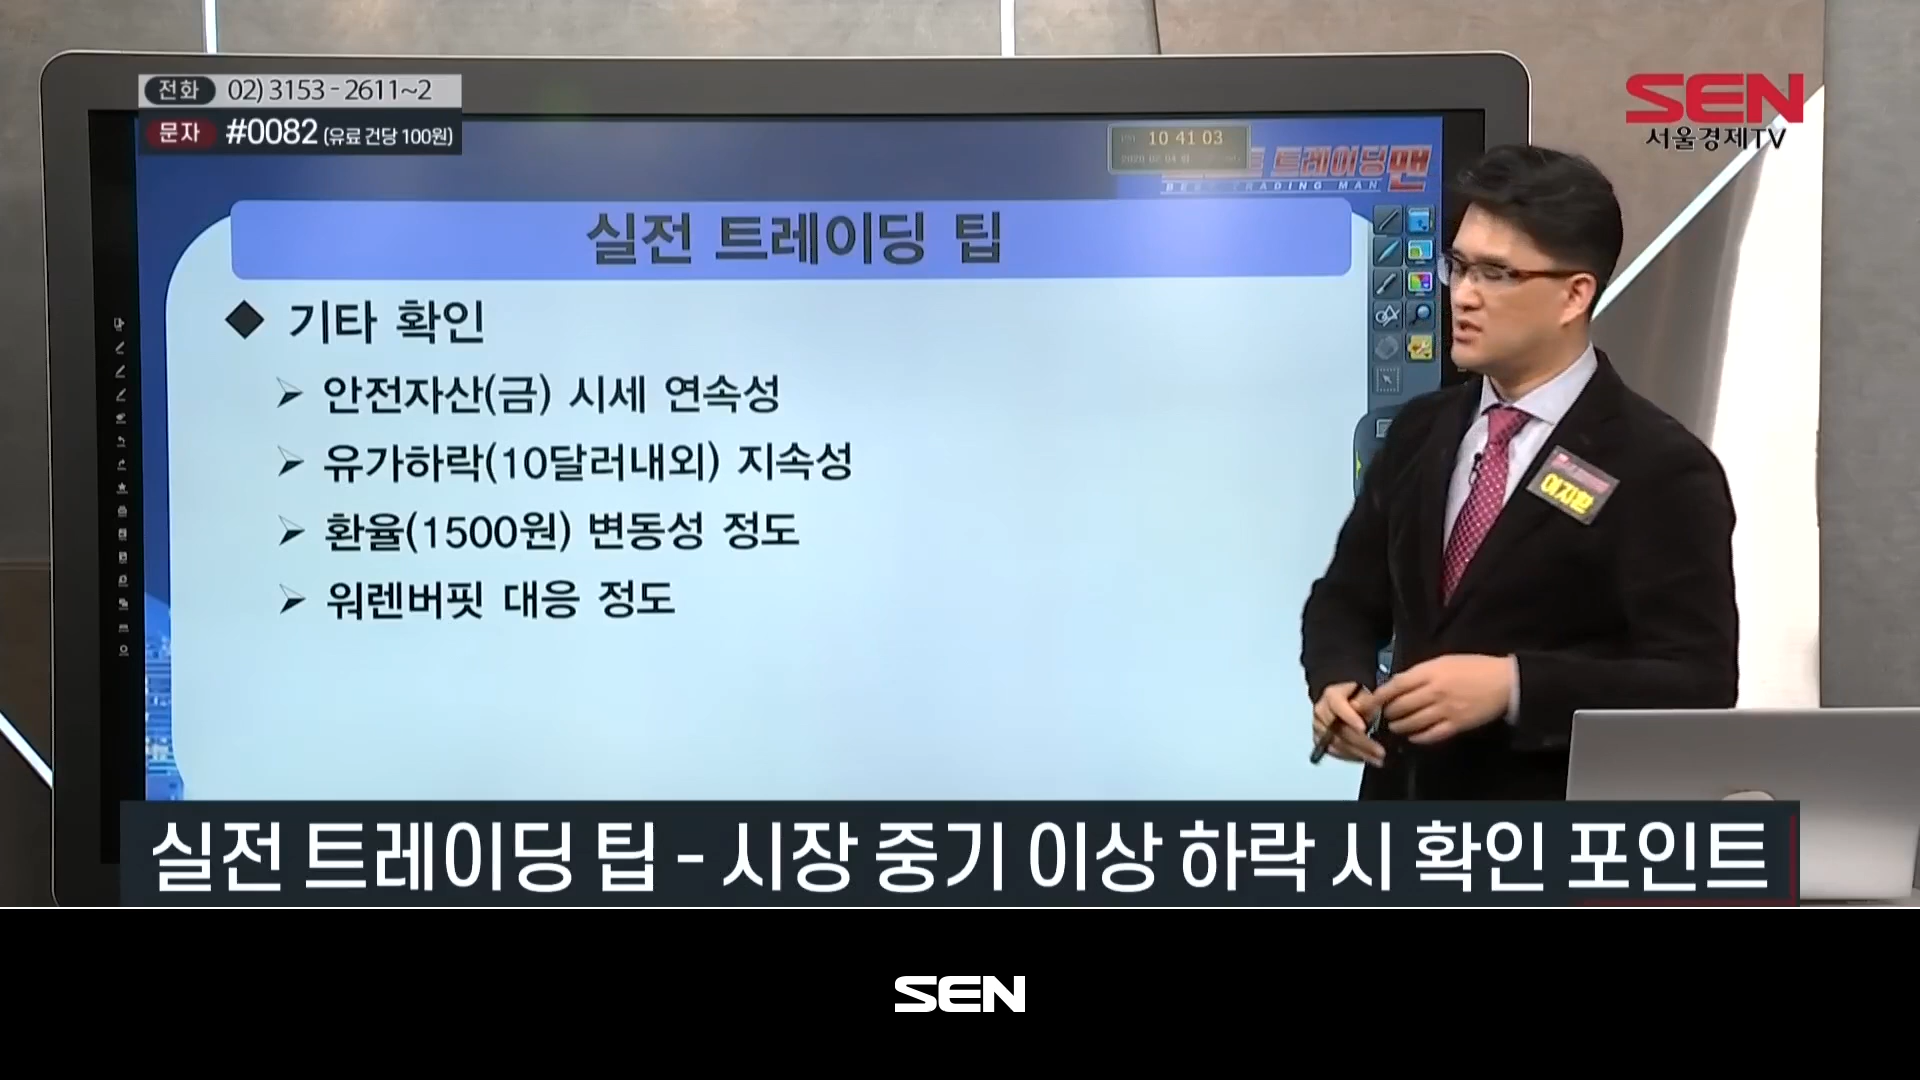 전화 02) 3153-2611~2
문자 #0082 (유료 건당 100원)
SEN
서울경제TV
10 41 03
트레이딩맨
TRADING MAN
실전 트레이딩 팁
◆ 기타 확인
➢ 안전자산(금) 시세 연속성
➢ 유가하락(10달러내외) 지속성
➢ 환율(1500원) 변동성 정도
➢ 워렌버핏 대응 정도
실전 트레이딩 팁 - 시장 중기 이상 하락 시 확인 포인트
SEN